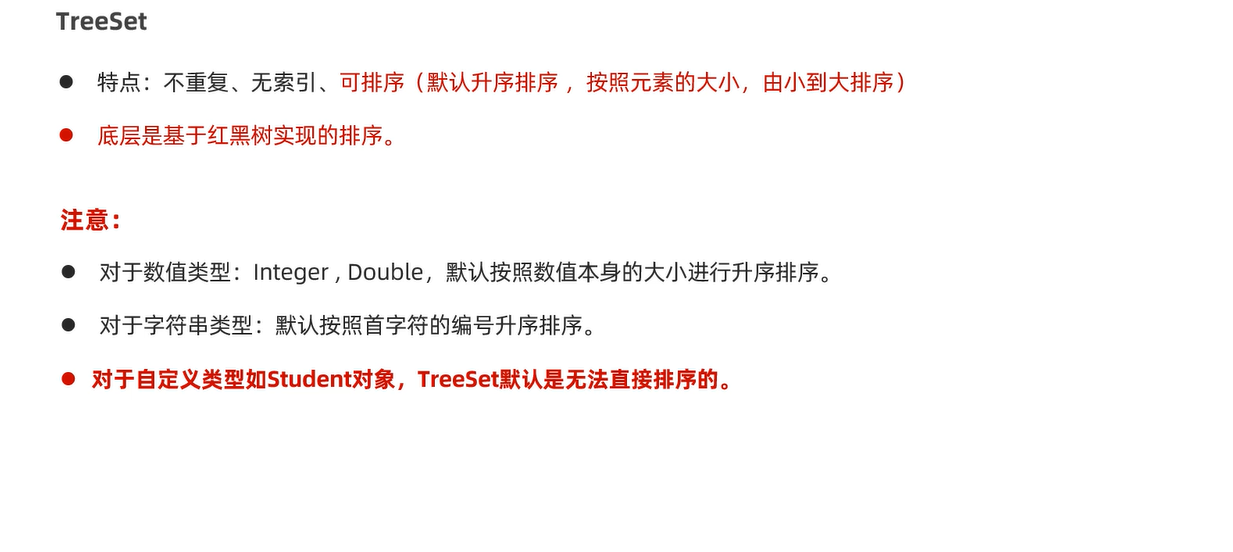 TreeSet
● 特点：不重复、无索引、可排序（默认升序排序 ，按照元素的大小，由小到大排序）
● 底层是基于红黑树实现的排序。
注意：
● 对于数值类型：Integer , Double，默认按照数值本身的大小进行升序排序。
● 对于字符串类型：默认按照首字符的编号升序排序。
● 对于自定义类型如Student对象，TreeSet默认是无法直接排序的。